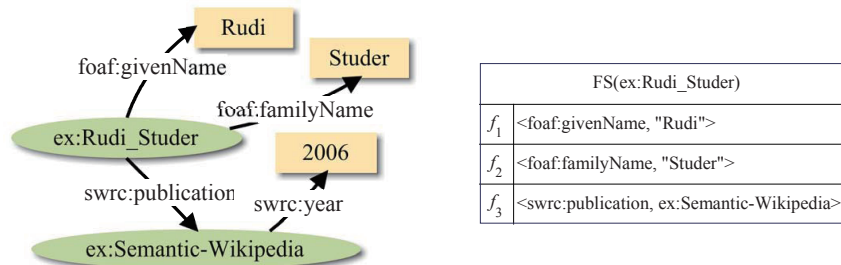 Rudi
foaf:givenName
Studer
foaf:familyName
ex:Rudi_Studer
2006
swrc:publication
swrc:year
ex:Semantic-Wikipedia
FS(ex:Rudi_Studer)
f1 <foaf:givenName, "Rudi">
f2 <foaf:familyName, "Studer">
f3 <swrc:publication, ex:Semantic-Wikipedia>